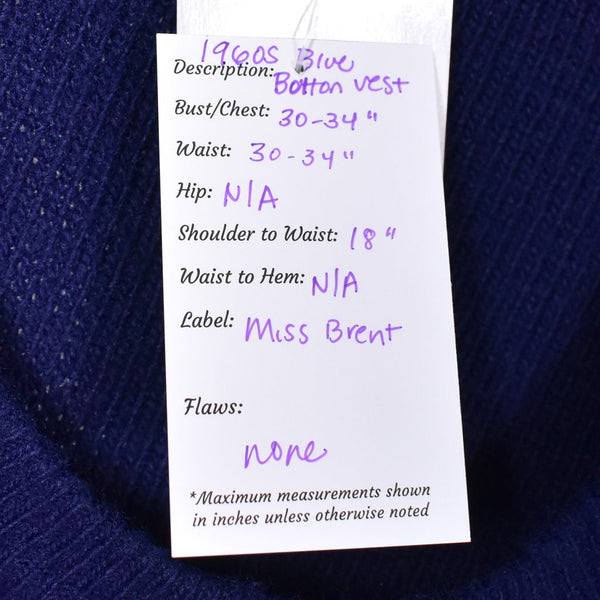 1960s Blue
Description: Button vest
Bust/Chest: 30-34"
Waist: 30-34"
Hip: N/A
Shoulder to Waist: 18"
Waist to Hem: N/A
Label: Miss Brent
Flaws:
none
*Maximum measurements shown
in inches unless otherwise noted